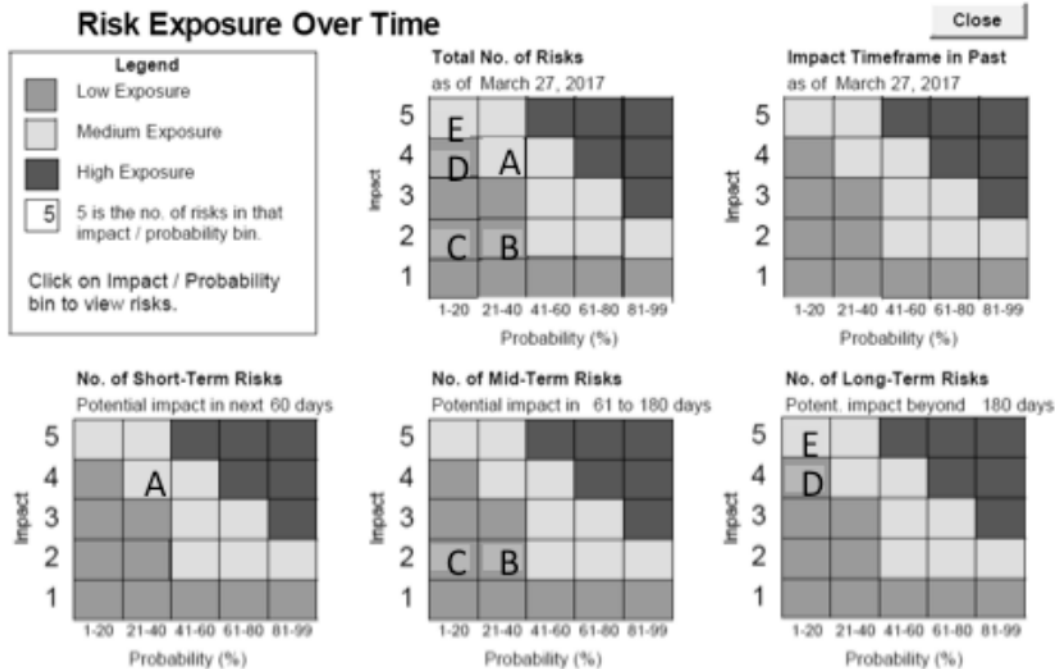 Risk Exposure Over Time
Close
Legend
Low Exposure
Medium Exposure
High Exposure
5
5 is the no. of risks in that
impact / probability bin.
Click on Impact / Probability
bin to view risks.
Total No. of Risks
as of March 27, 2017
Impact
5
4
3
2
1
E
D
A
C
B
1-20 21-40 41-60 61-80 81-99
Probability (%)
Impact Timeframe in Past
as of March 27, 2017
Impact
5
4
3
2
1
1-20 21-40 41-60 61-80 81-99
Probability (%)
No. of Short-Term Risks
Potential impact in next 60 days
Impact
5
4
3
2
1
A
1-20 21-40 41-60 61-80 81-99
Probability (%)
No. of Mid-Term Risks
Potential impact in 61 to 180 days
Impact
5
4
3
2
1
C
B
1-20 21-40 41-60 61-80 81-99
Probability (%)
No. of Long-Term Risks
Potent. impact beyond 180 days
Impact
5
4
3
2
1
E
D
1-20 21-40 41-60 61-80 81-99
Probability (%)